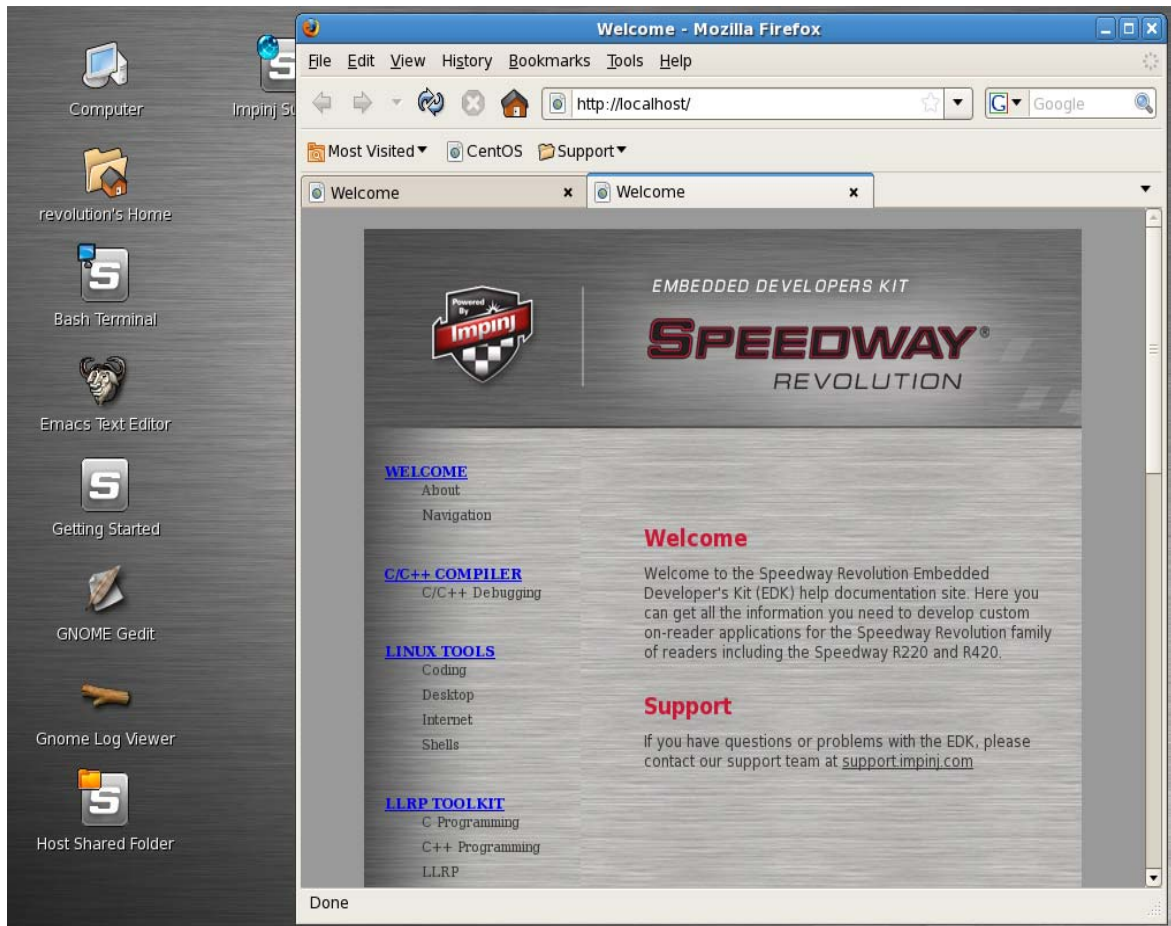 Computer
Impinj
revolution's Home
Bash Terminal
Emacs Text Editor
Getting Started
GNOME Gedit
Gnome Log Viewer
Host Shared Folder
Welcome - Mozilla Firefox
File Edit View History Bookmarks Tools Help
http://localhost/
G Google
Most Visited CentOS Support
Welcome Welcome
Powered
By
Impinj
EMBEDDED DEVELOPERS KIT
SPEEDWAY®
REVOLUTION
WELCOME
About
Navigation
C/C++ COMPILER
C/C++ Debugging
LINUX TOOLS
Coding
Desktop
Internet
Shells
LLRP TOOLKIT
C Programming
C++ Programming
LLRP
Welcome
Welcome to the Speedway Revolution Embedded
Developer's Kit (EDK) help documentation site. Here you
can get all the information you need to develop custom
on-reader applications for the Speedway Revolution family
of readers including the Speedway R220 and R420.
Support
If you have questions or problems with the EDK, please
contact our support team at support.impinj.com
Done